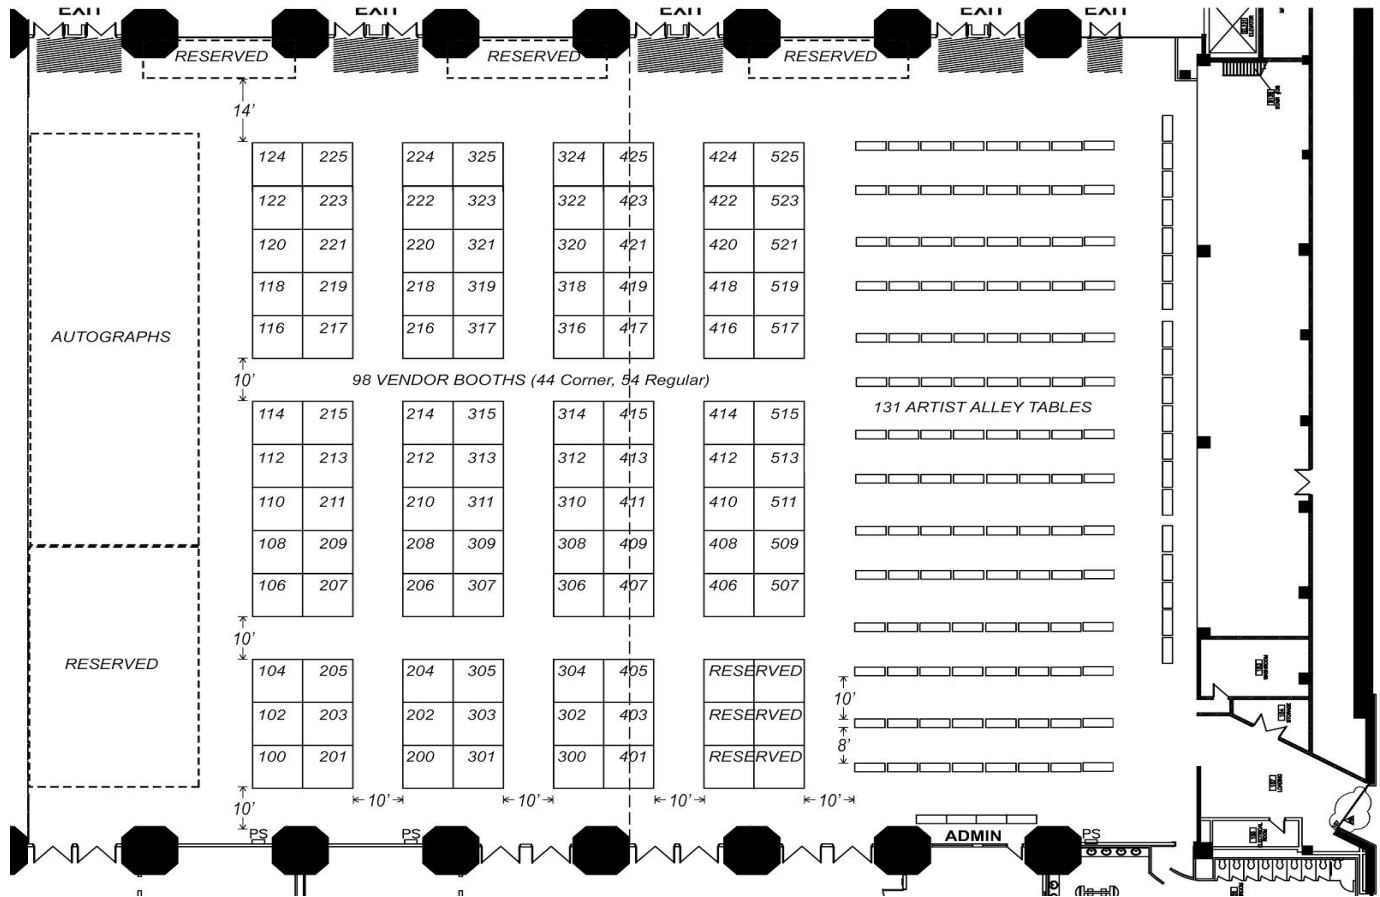 EXIT EXIT EXIT EXIT EXIT
RESERVED RESERVED RESERVED
14'
124 225 224 325 324 425 424 525
122 223 222 323 322 423 422 523
120 221 220 321 320 421 420 521
118 219 218 319 318 419 418 519
116 217 216 317 316 417 416 517
AUTOGRAPHS
10'
98 VENDOR BOOTHS (44 Corner, 54 Regular)
131 ARTIST ALLEY TABLES
114 215 214 315 314 415 414 515
112 213 212 313 312 413 412 513
110 211 210 311 310 411 410 511
108 209 208 309 308 409 408 509
106 207 206 307 306 407 406 507
10'
RESERVED
104 205 204 305 304 405 RESERVED
10'
102 203 202 303 302 403 RESERVED
8'
100 201 200 301 300 401 RESERVED
10' 10' 10' 10' 10'
PS PS ADMIN PS